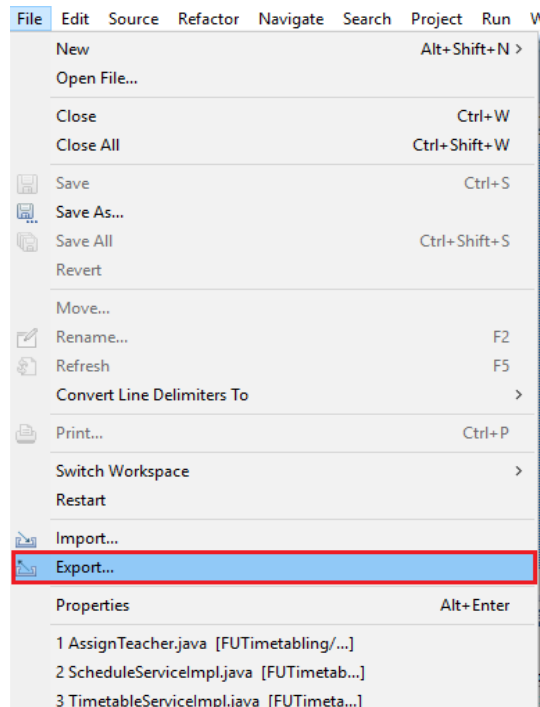 File Edit Source Refactor Navigate Search Project Run
New Alt+Shift+N >
Open File...
Close Ctrl+W
Close All Ctrl+Shift+W
Save Ctrl+S
Save As...
Save All Ctrl+Shift+S
Revert
Move...
Rename... F2
Refresh F5
Convert Line Delimiters To >
Print... Ctrl+P
Switch Workspace >
Restart
Import...
Export...
Properties Alt+Enter
1 AssignTeacher.java [FUTimetabling/...]
2 ScheduleServiceImpl.java [FUTimetab...]
3 TimetableServiceImpl.java [FUTimeta...]